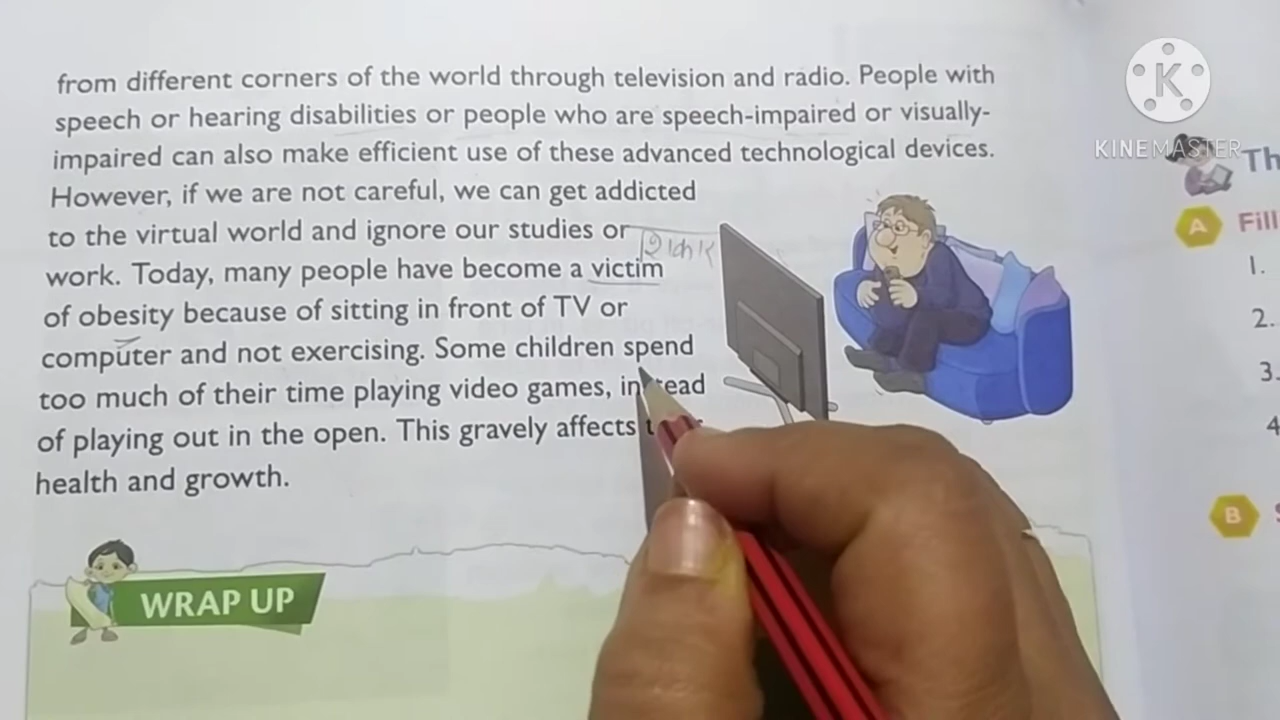 from different corners of the world through television and radio. People with
speech or hearing disabilities or people who are speech-impaired or visually-
impaired can also make efficient use of these advanced technological devices.
However, if we are not careful, we can get addicted
to the virtual world and ignore our studies or
work. Today, many people have become a victim
of obesity because of sitting in front of TV or
computer and not exercising. Some children spend
too much of their time playing video games,
of playing out in the open. This gravely affects
health and growth.
WRAP UP
KINEMASTER
K
Th
A Fill
1.
2.
3.
4
B